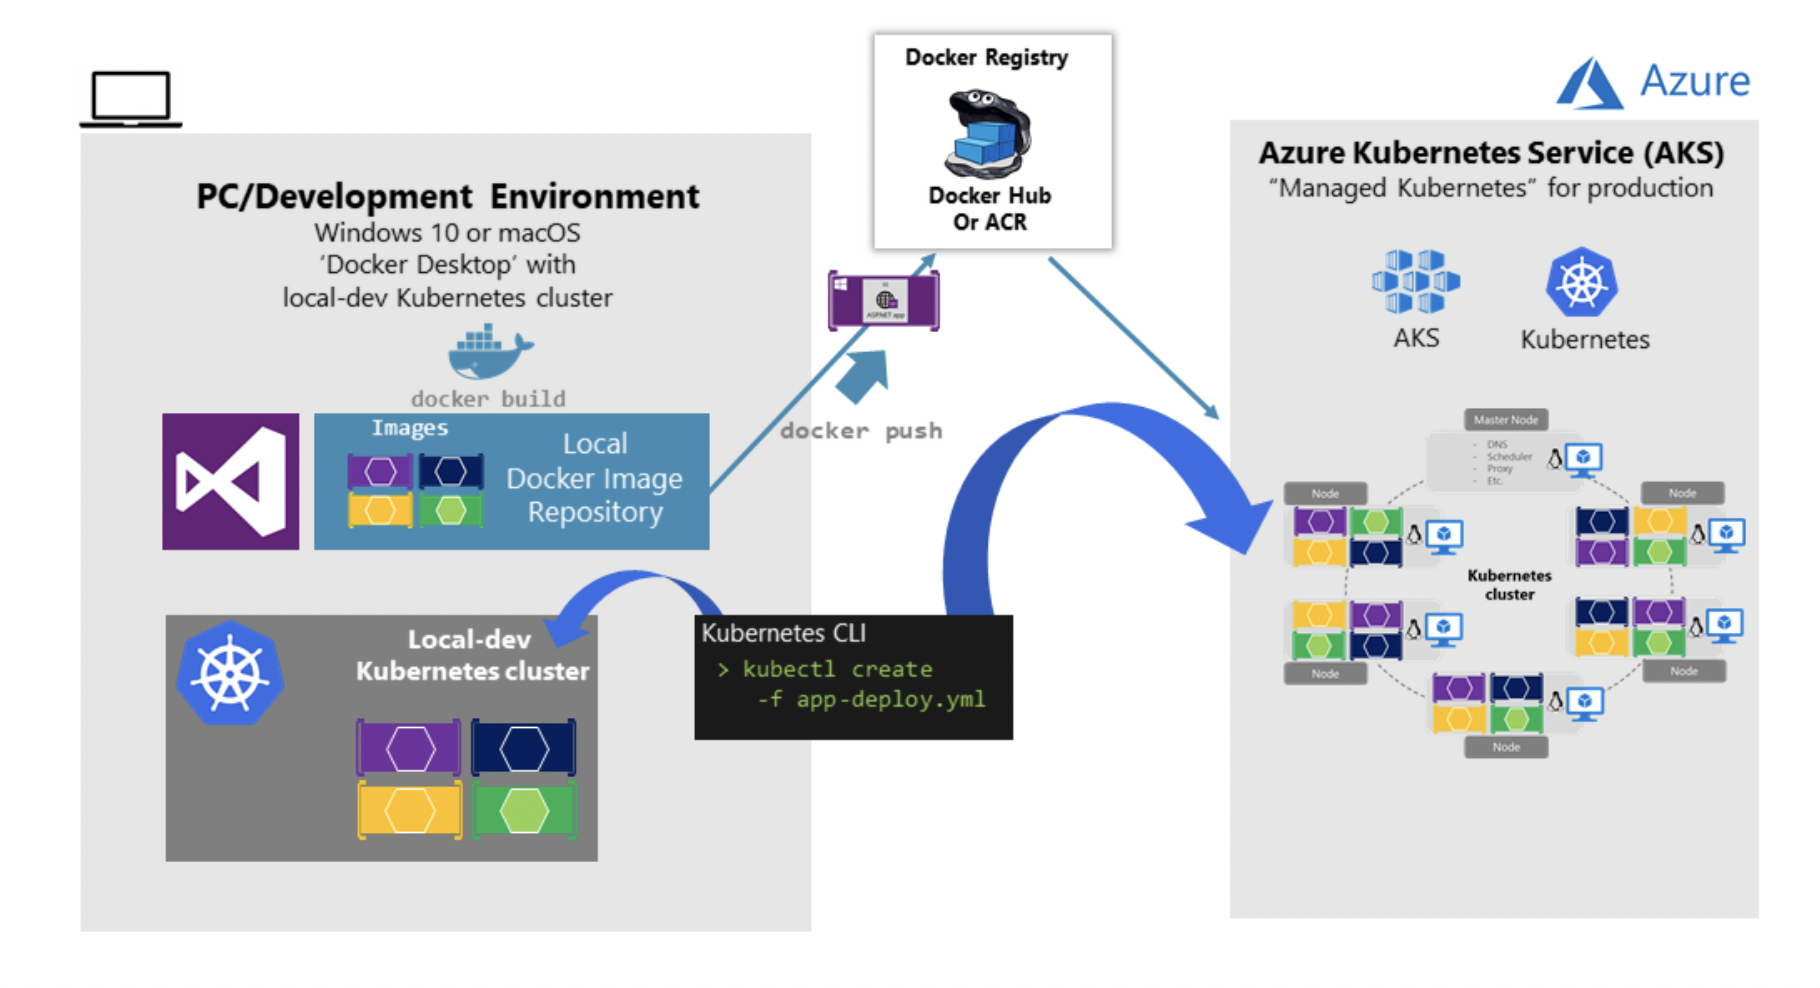 Docker Registry
Docker Hub
Or ACR
Azure
PC/Development Environment
Windows 10 or macOS
‘Docker Desktop’ with
local-dev Kubernetes cluster
docker build
Images
Local
Docker Image
Repository
ASP.NET app
docker push
Local-dev
Kubernetes cluster
Kubernetes CLI
> kubectl create
-f app-deploy.yml
Azure Kubernetes Service (AKS)
“Managed Kubernetes” for production
AKS
Kubernetes
Master Node
- DNS
- Scheduler
- Proxy
- Etc.
Node
Node
Kubernetes
cluster
Node
Node
Node